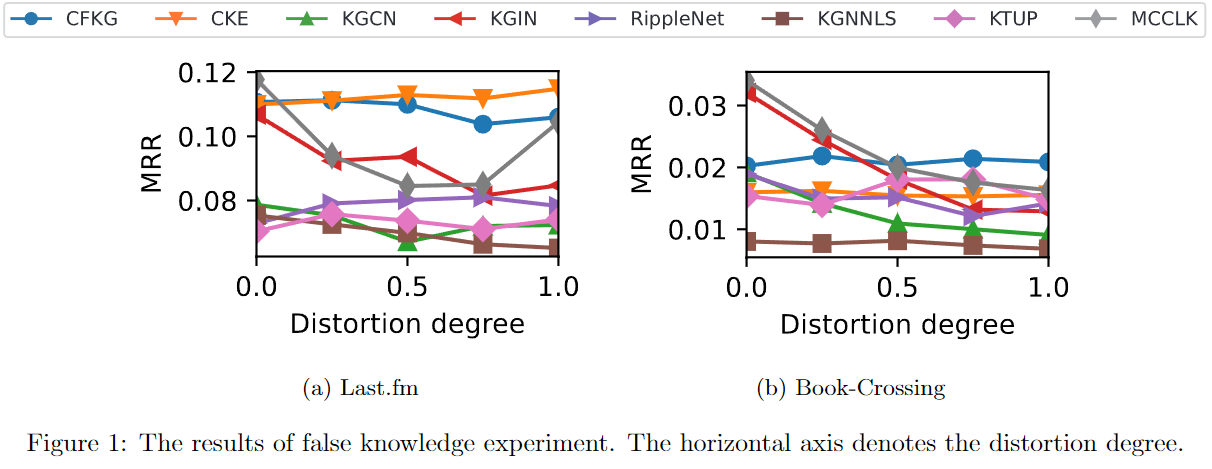 CFKG CKE KGCN KGIN RippleNet KGNNLS KTUP MCCLK
0.12
0.10
0.08
MRR
0.0 0.5 1.0
Distortion degree
(a) Last.fm
0.03
0.02
0.01
MRR
0.0 0.5 1.0
Distortion degree
(b) Book-Crossing
Figure 1: The results of false knowledge experiment. The horizontal axis denotes the distortion degree.